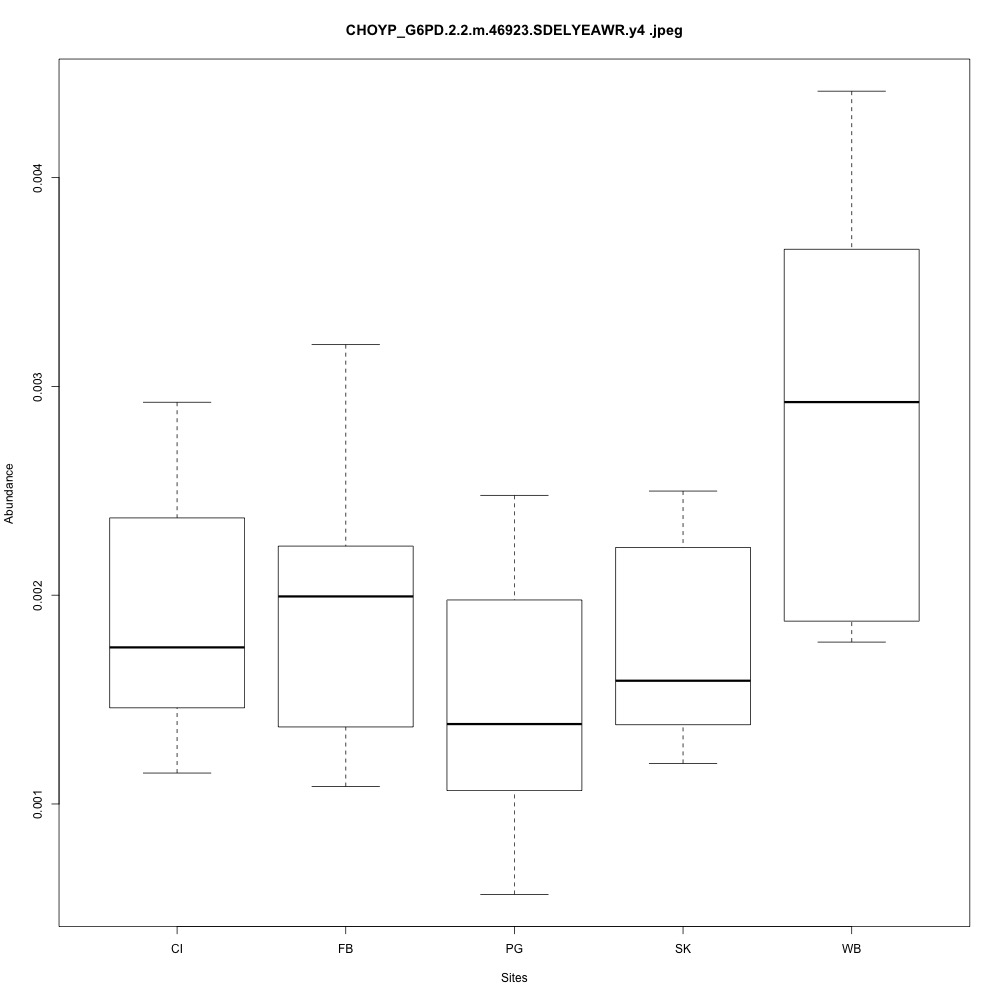 CHOYP_G6PD.2.2.m.46923.SDELYEAWR.y4 .jpeg
Abundance
0.004
0.003
0.002
0.001
CI FB PG SK WB
Sites